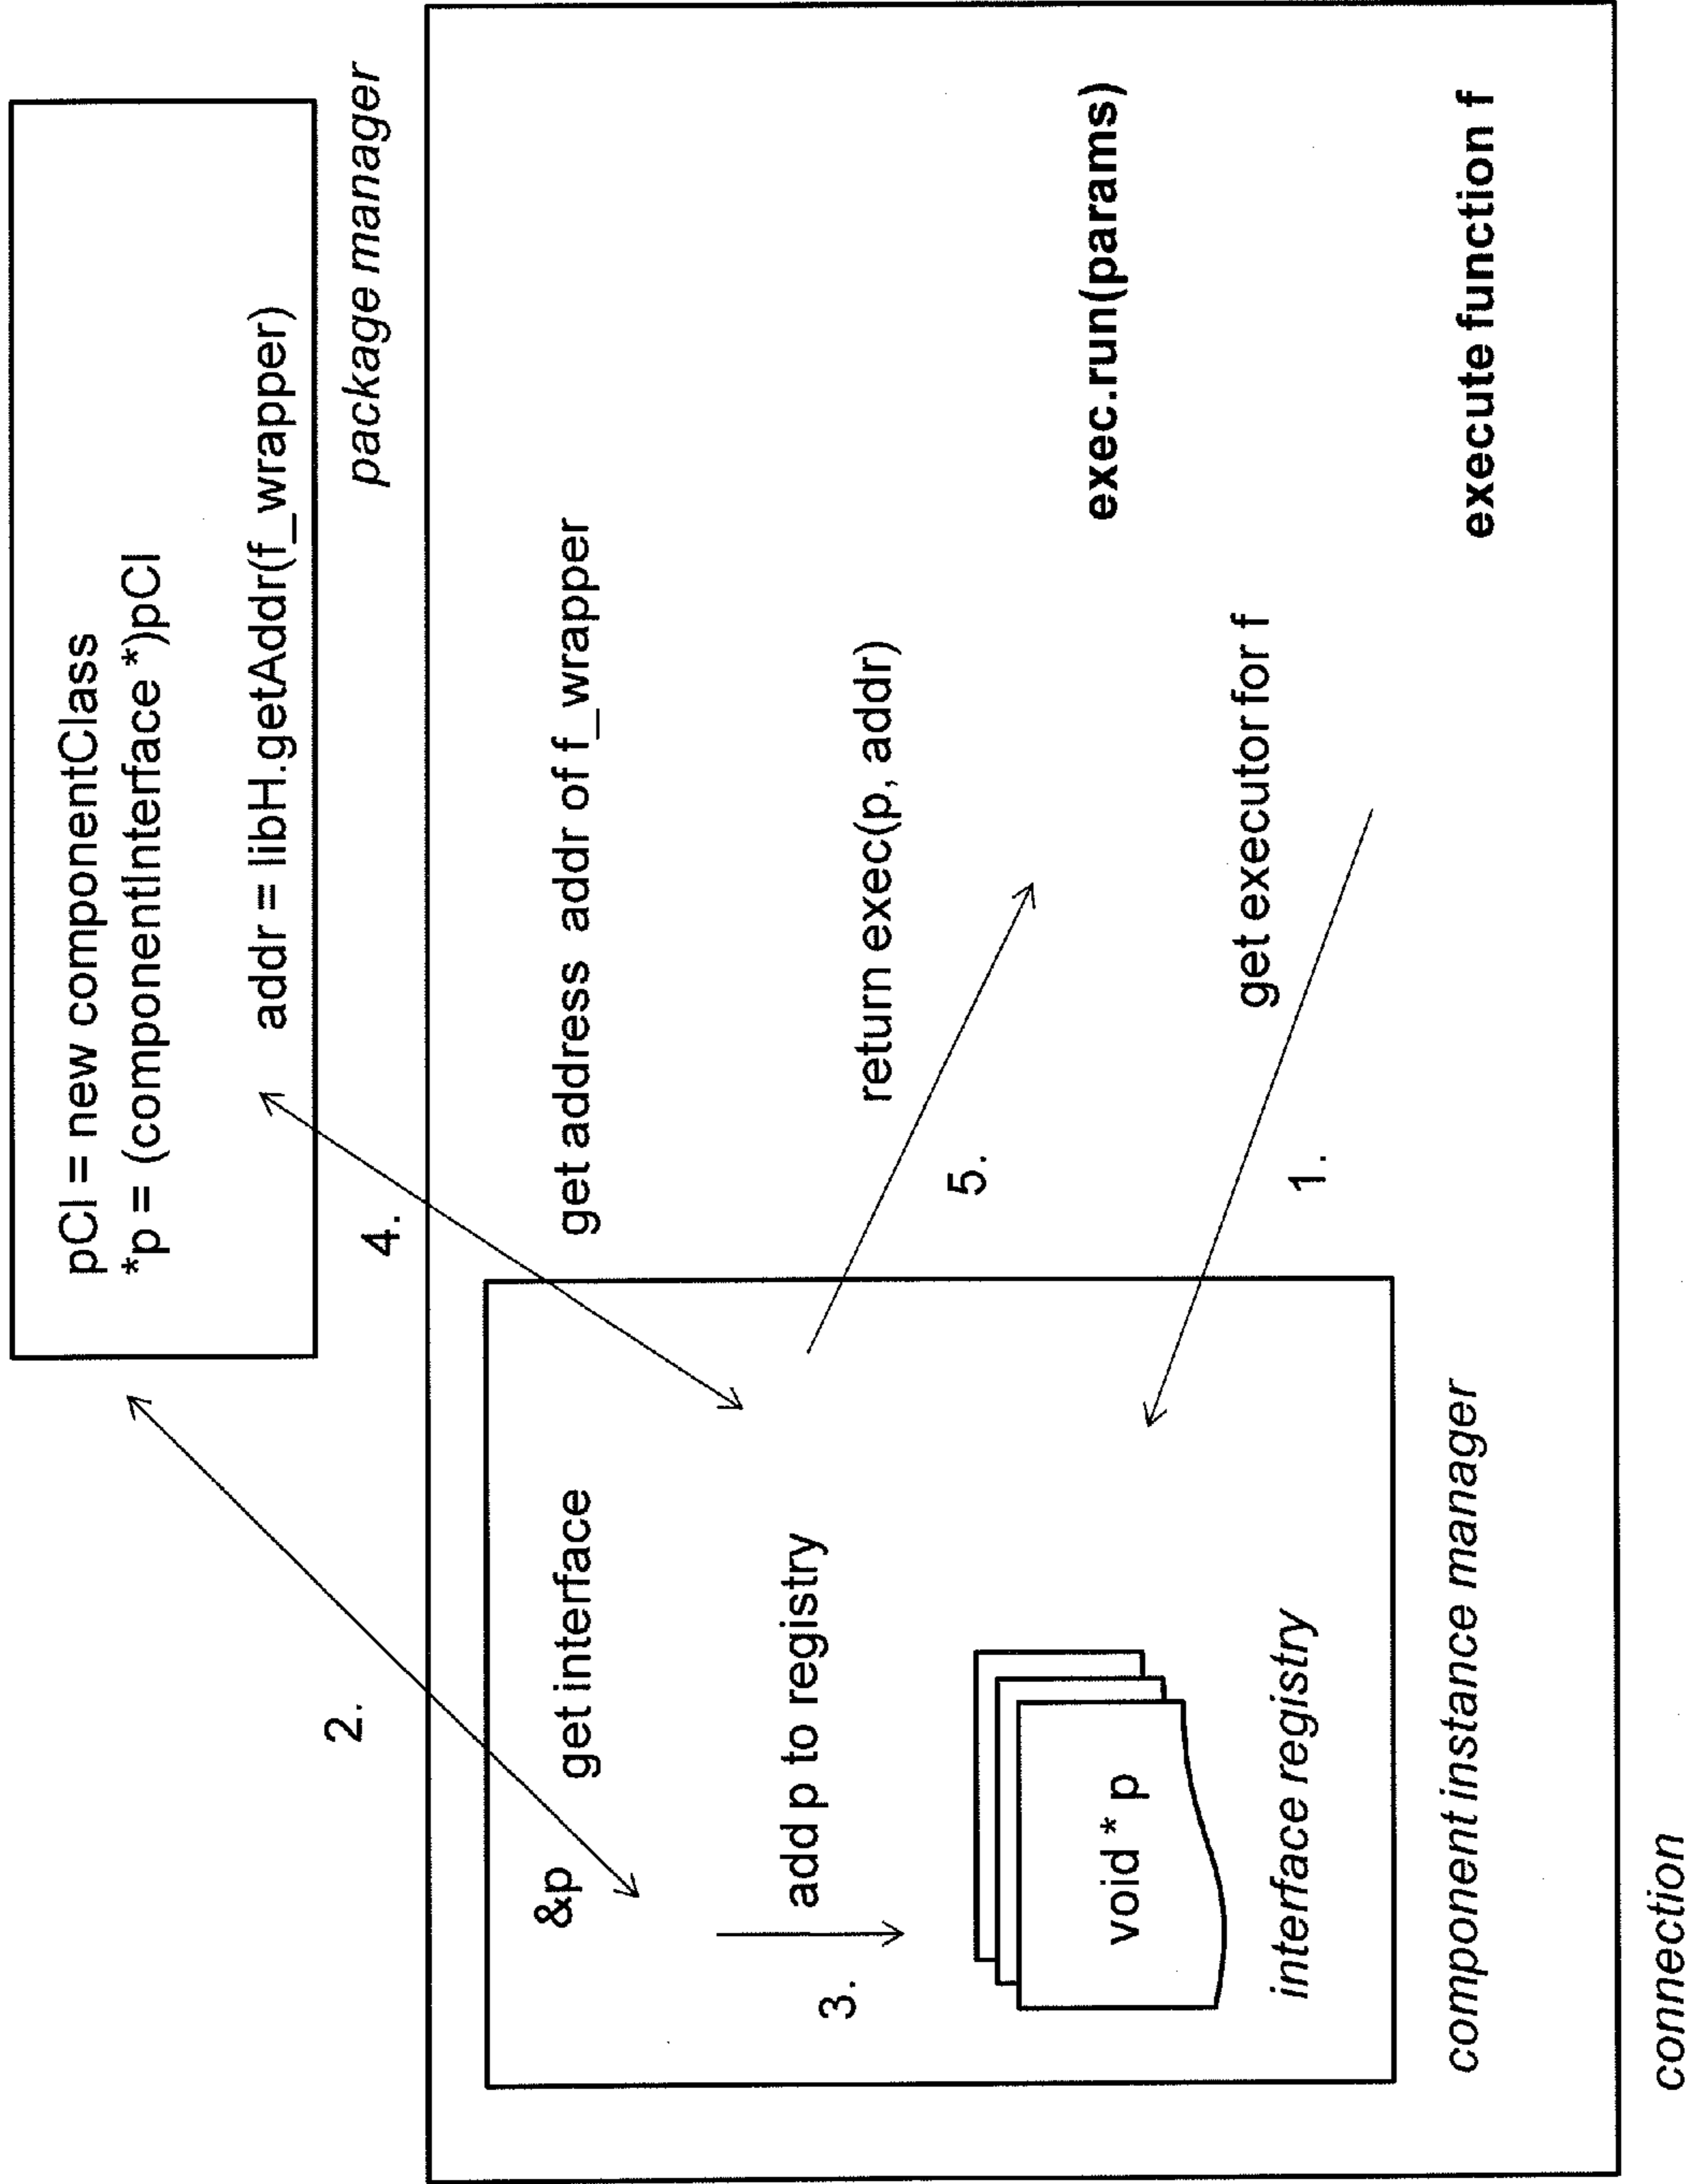 pCI = new componentClass
*p = (componentInterface *)pCI
addr = libH.getAddr(f_wrapper)
package manager
2.
4.
&p
get interface
get address addr of f_wrapper
add p to registry
3.
return exec(p, addr)
5.
void * p
exec.run(params)
get executor for f
1.
interface registry
component instance manager
execute function f
connection